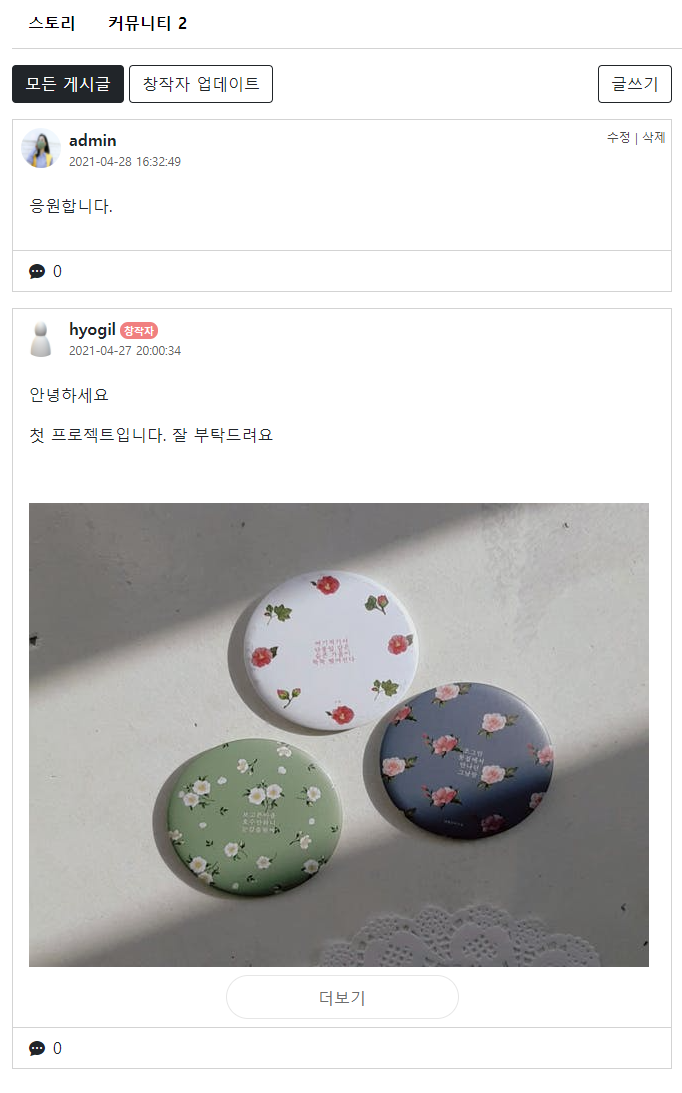 스토리 커뮤니티 2
모든 게시글 창작자 업데이트 글쓰기
admin 수정 | 삭제
2021-04-28 16:32:49
응원합니다.
0
hyogil 창작자
2021-04-27 20:00:34
안녕하세요
첫 프로젝트입니다. 잘 부탁드려요
더보기
0